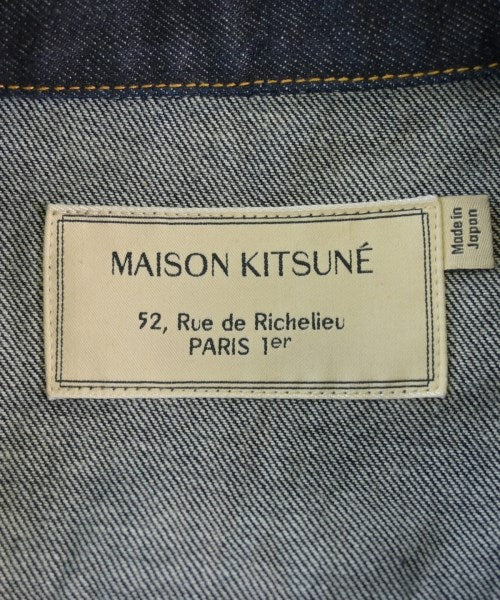 MAISON KITSUNÉ
52, Rue de Richelieu
PARIS 1er
Made in
Japan